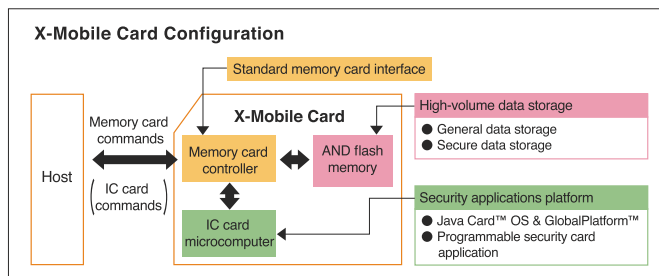 X-Mobile Card Configuration
Standard memory card interface
X-Mobile Card
High-volume data storage
● General data storage
● Secure data storage
Memory card
commands
Host
(IC card
commands)
Memory card
controller
AND flash
memory
IC card
microcomputer
Security applications platform
● Java Card™ OS & GlobalPlatform™
● Programmable security card
application